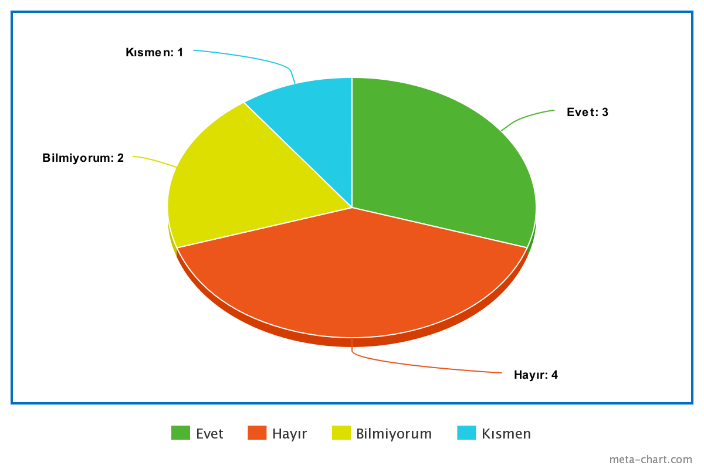 Kısmen: 1
Evet: 3
Bilmiyorum: 2
Hayır: 4
Evet Hayır Bilmiyorum Kısmen
meta-chart.com